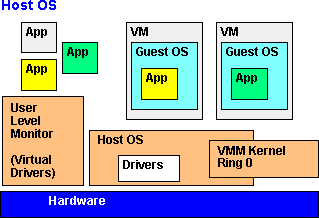 Host OS
App
App
App
VM
Guest OS
App
VM
Guest OS
App
User
Level
Monitor
(Virtual
Drivers)
Host OS
Drivers
VMM Kernel
Ring 0
Hardware